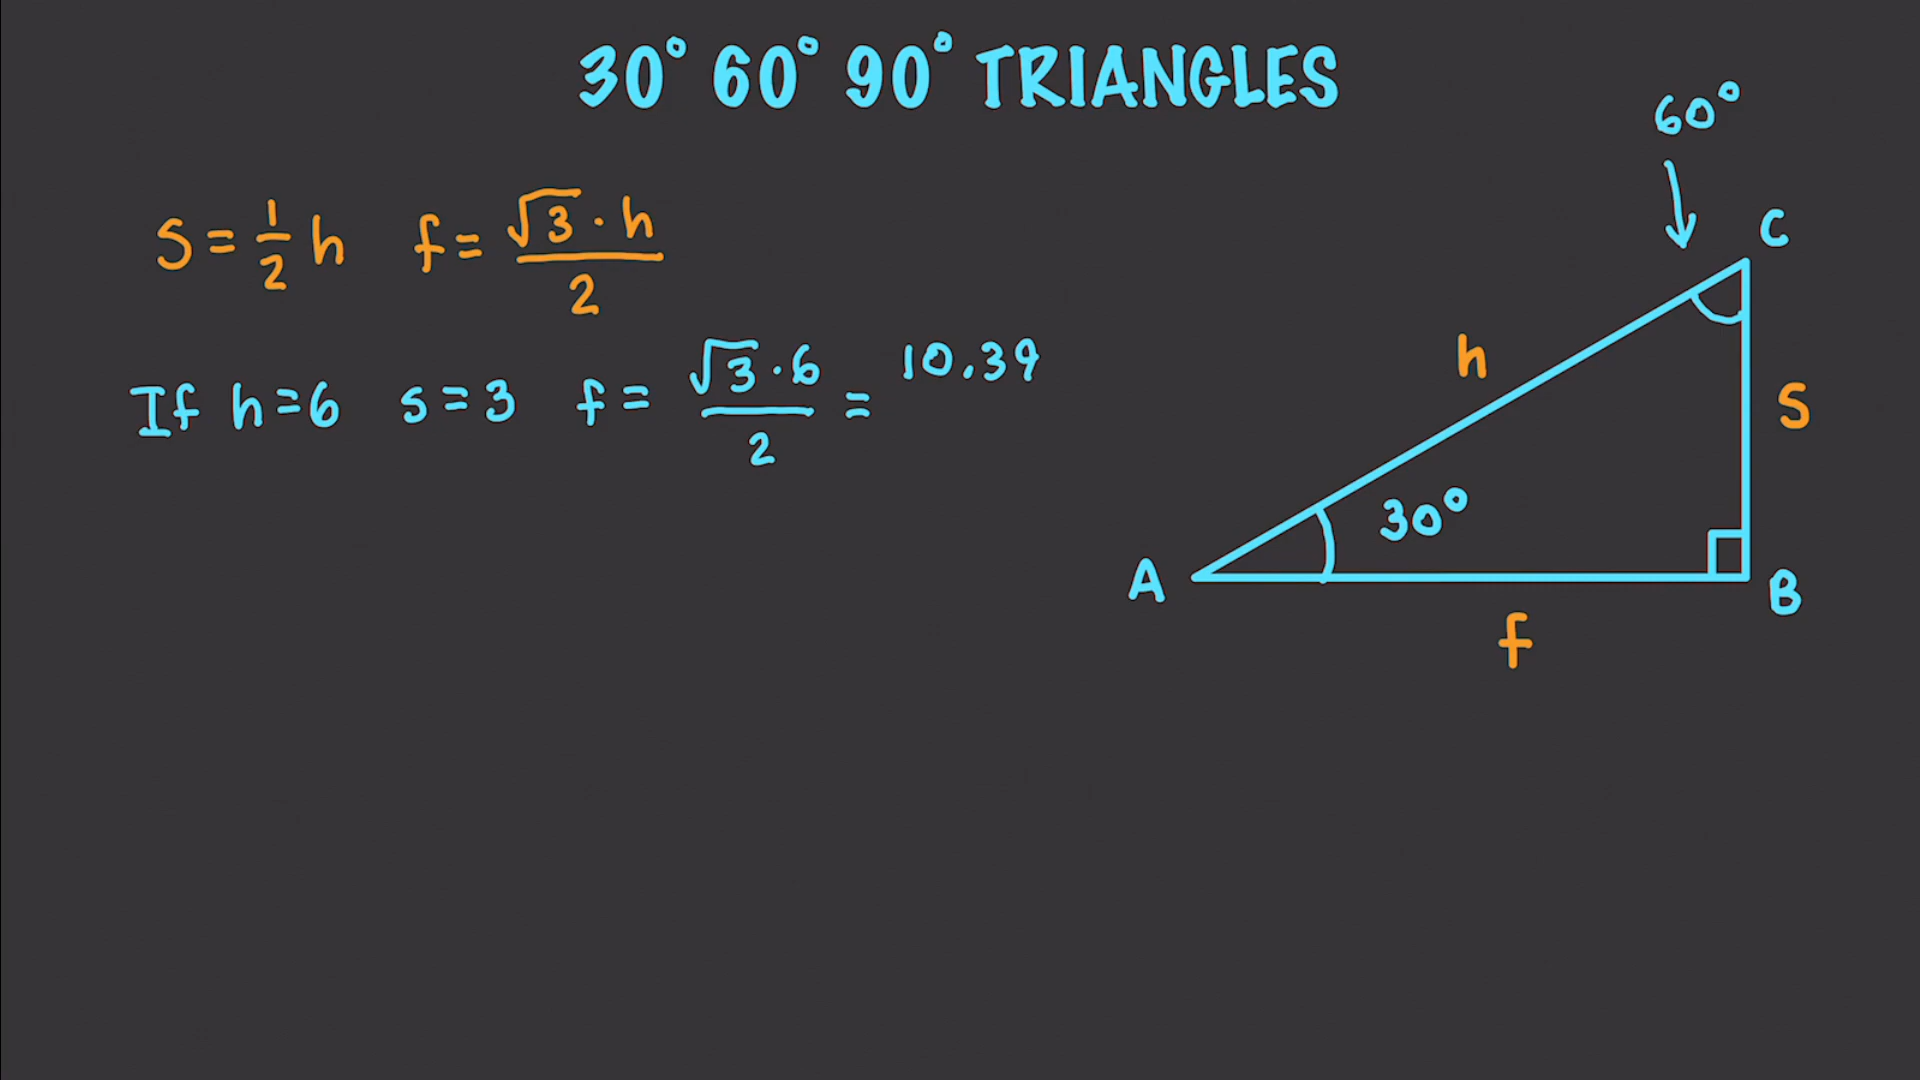 30° 60° 90° TRIANGLES
60°
C
S = 1/2 h  f = √3 · h / 2
If h = 6  s = 3  f = √3 · 6 / 2 = 10.39
h
S
30°
A
B
f